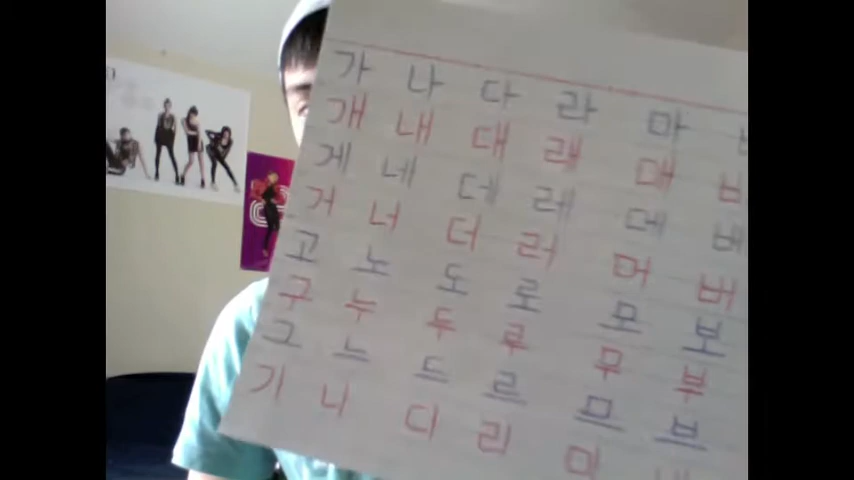 가 나 다 라 마
개 내 대 래 매
게 네 데 레 메 베
거 너 더 러 머 버
고 노 도 로 모 보
구 누 두 루 무 부
그 느 드 르 므 브
기 니 디 리 미